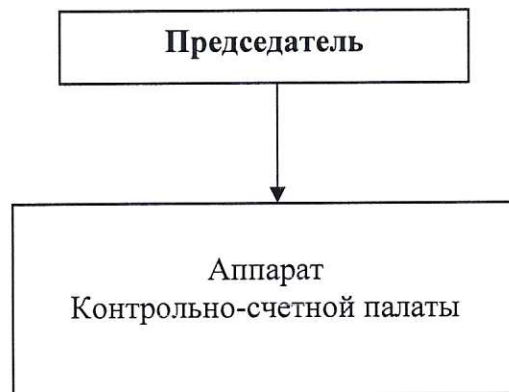 Председатель
Аппарат
Контрольно-счетной палаты